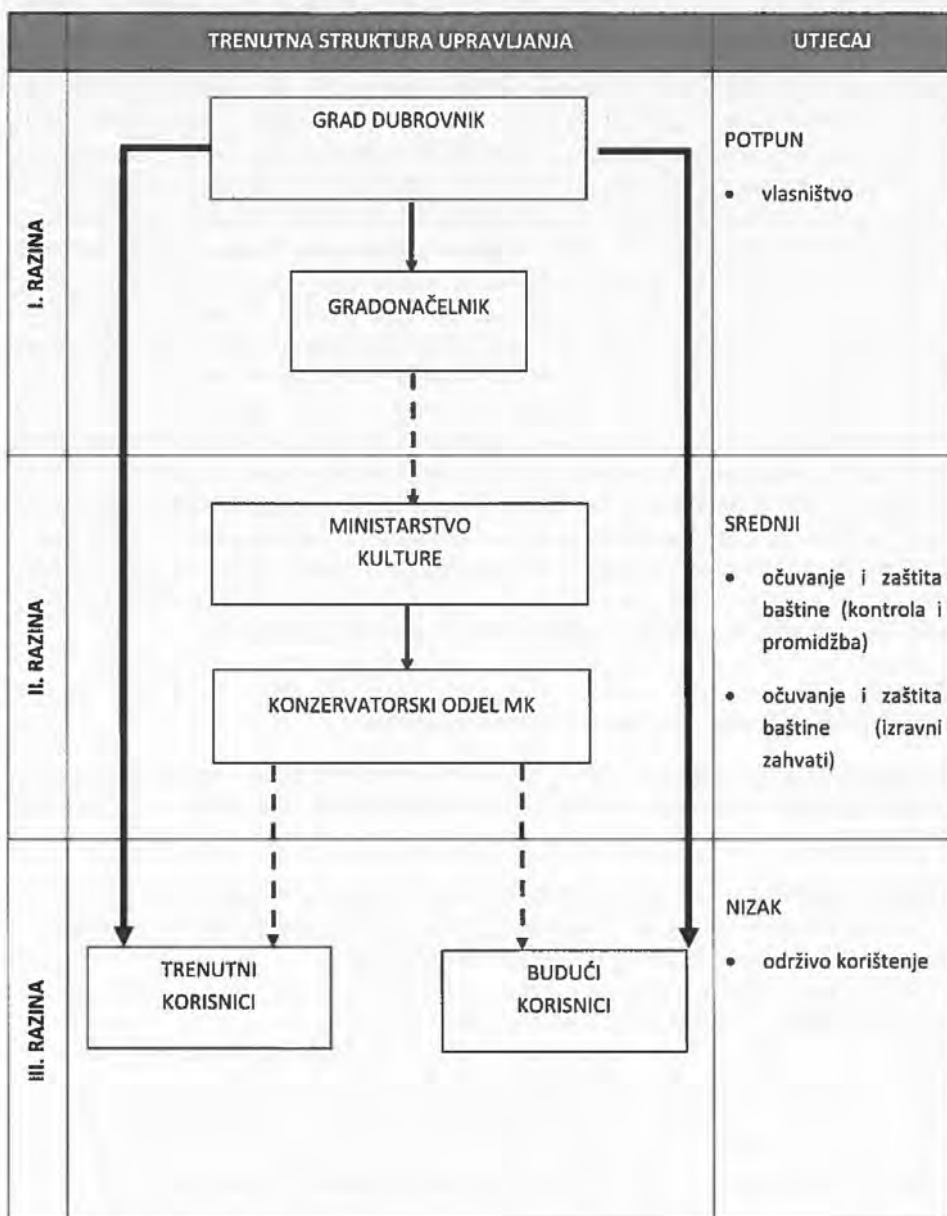 TRENUTNA STRUKTURA UPRAVLJANJA
UTJECAJ
I. RAZINA
GRAD DUBROVNIK
GRADONAČELNIK
POTPUN
• vlasništvo
II. RAZINA
MINISTARSTVO
KULTURE
KONZERVATORSKI ODJEL MK
SREDNJI
• očuvanje i zaštita
baštine (kontrola i
promidžba)
• očuvanje i zaštita
baštine (izravni
zahvati)
III. RAZINA
TRENUTNI
KORISNICI
BUDUĆI
KORISNICI
NIZAK
• održivo korištenje